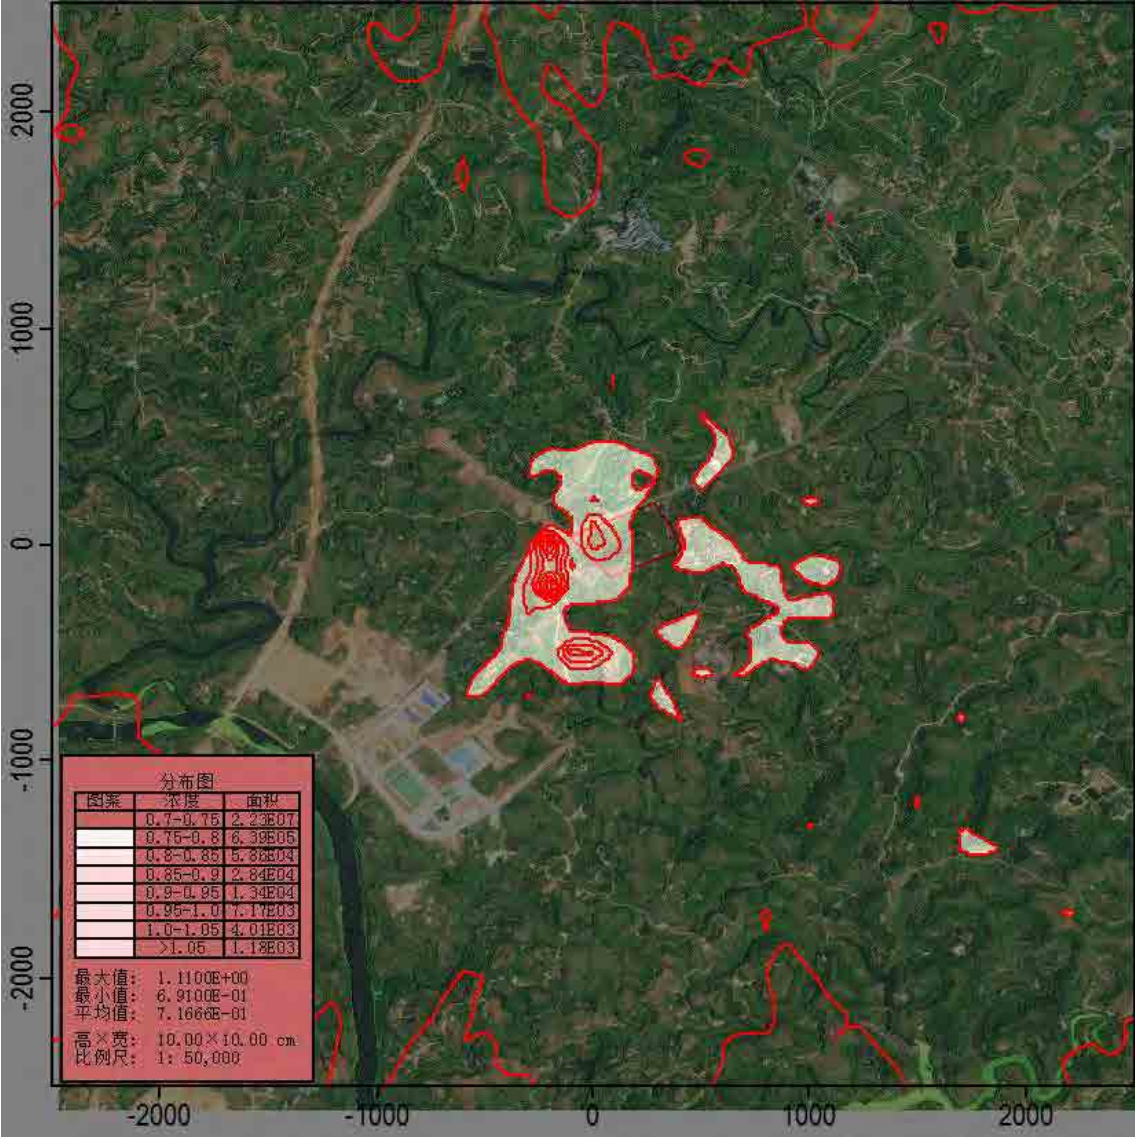 2000
1000
0
-1000
-2000
分布图
图案 浓度 面积
0.7-0.75 2.23E07
0.75-0.8 6.39E05
0.8-0.85 5.86E04
0.85-0.9 2.84E04
0.9-0.95 1.34E04
0.95-1.0 7.17E03
1.0-1.05 4.01E03
>1.05 1.18E03
最大值: 1.1100E+00
最小值: 6.9100E-01
平均值: 7.1666E-01
高×宽: 10.00×10.00 cm
比例尺: 1: 50,000
-2000 -1000 0 1000 2000